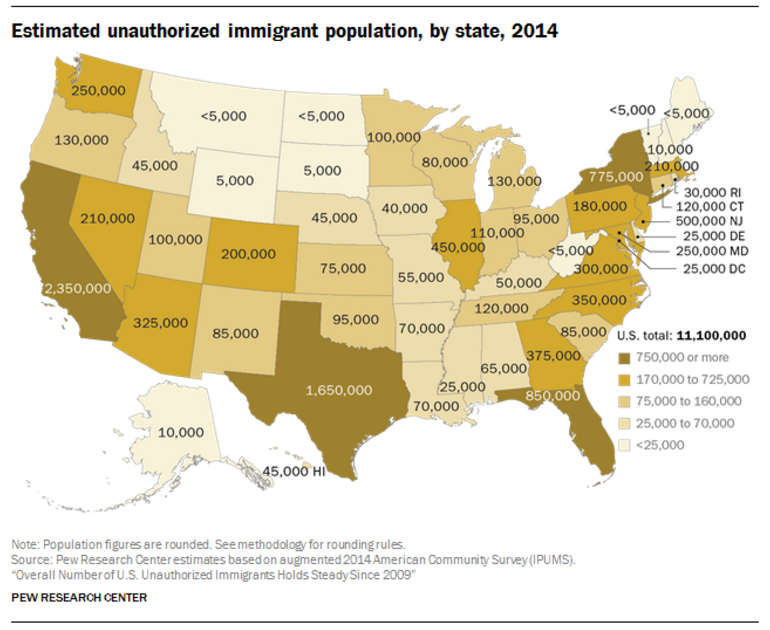 Estimated unauthorized immigrant population, by state, 2014
250,000
<5,000
<5,000
<5,000
<5,000
130,000
100,000
10,000
45,000
80,000
210,000
5,000
5,000
130,000
775,000
30,000 RI
120,000 CT
500,000 NJ
25,000 DE
250,000 MD
25,000 DC
210,000
45,000
40,000
95,000
180,000
100,000
200,000
450,000
110,000
<5,000
300,000
75,000
55,000
50,000
2,350,000
350,000
325,000
85,000
95,000
70,000
120,000
85,000
375,000
65,000
25,000
1,650,000
70,000
850,000
10,000
45,000 HI
U.S. total: 11,100,000
750,000 or more
170,000 to 725,000
75,000 to 160,000
25,000 to 70,000
<25,000
Note: Population figures are rounded. See methodology for rounding rules.
Source: Pew Research Center estimates based on augmented 2014 American Community Survey (IPUMS).
“Overall Number of U.S. Unauthorized Immigrants Holds Steady Since 2009”
PEW RESEARCH CENTER